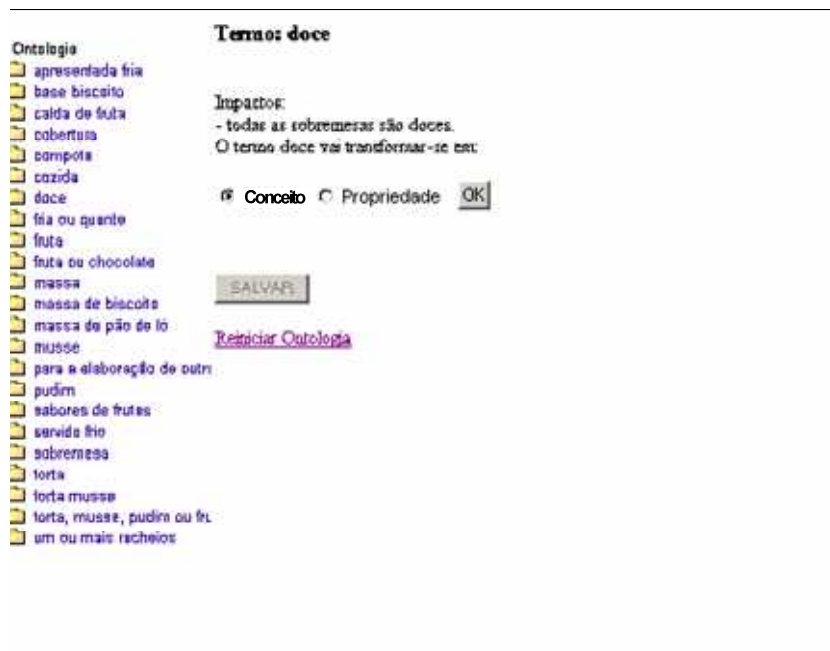 Ontologia
apresentada fria
base biscoito
calda de fruta
cobertura
compota
cozida
doce
fria ou quente
fruta
fruta ou chocolate
massa
massa de biscoito
massa de pão de ló
musse
para a elaboração de outr
pudim
sabores de frutas
servido frio
sobremesa
torta
torta musse
torta, musse, pudim ou fru
um ou mais recheios
Termo: doce
Impactos:
- todas as sobremesas são doces.
O termo doce vai transformar-se em:
Conceito Propriedade OK
SALVAR
Reiniciar Ontologia